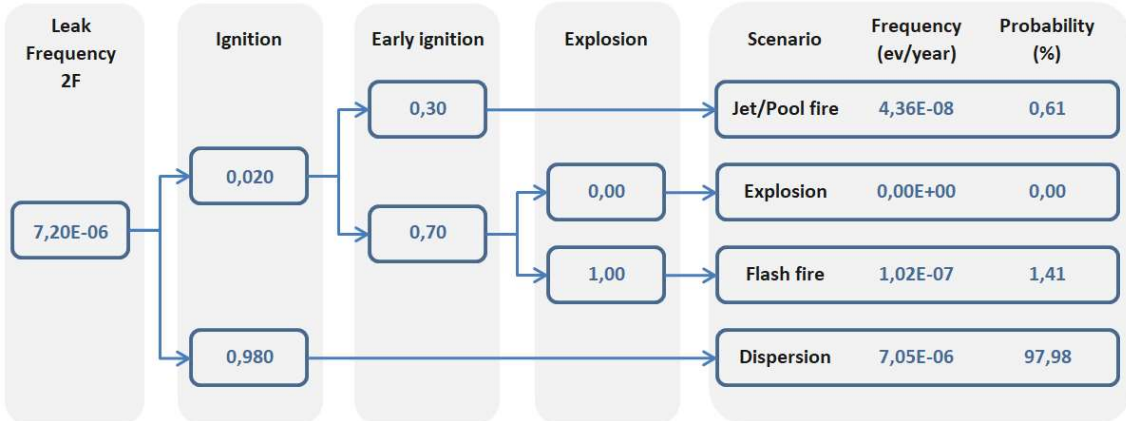 Leak
Frequency
2F
Ignition
Early ignition
Explosion
Scenario
Frequency
(ev/year)
Probability
(%)
7,20E-06
0,020
0,980
0,30
0,70
0,00
1,00
Jet/Pool fire 4,36E-08 0,61
Explosion 0,00E+00 0,00
Flash fire 1,02E-07 1,41
Dispersion 7,05E-06 97,98